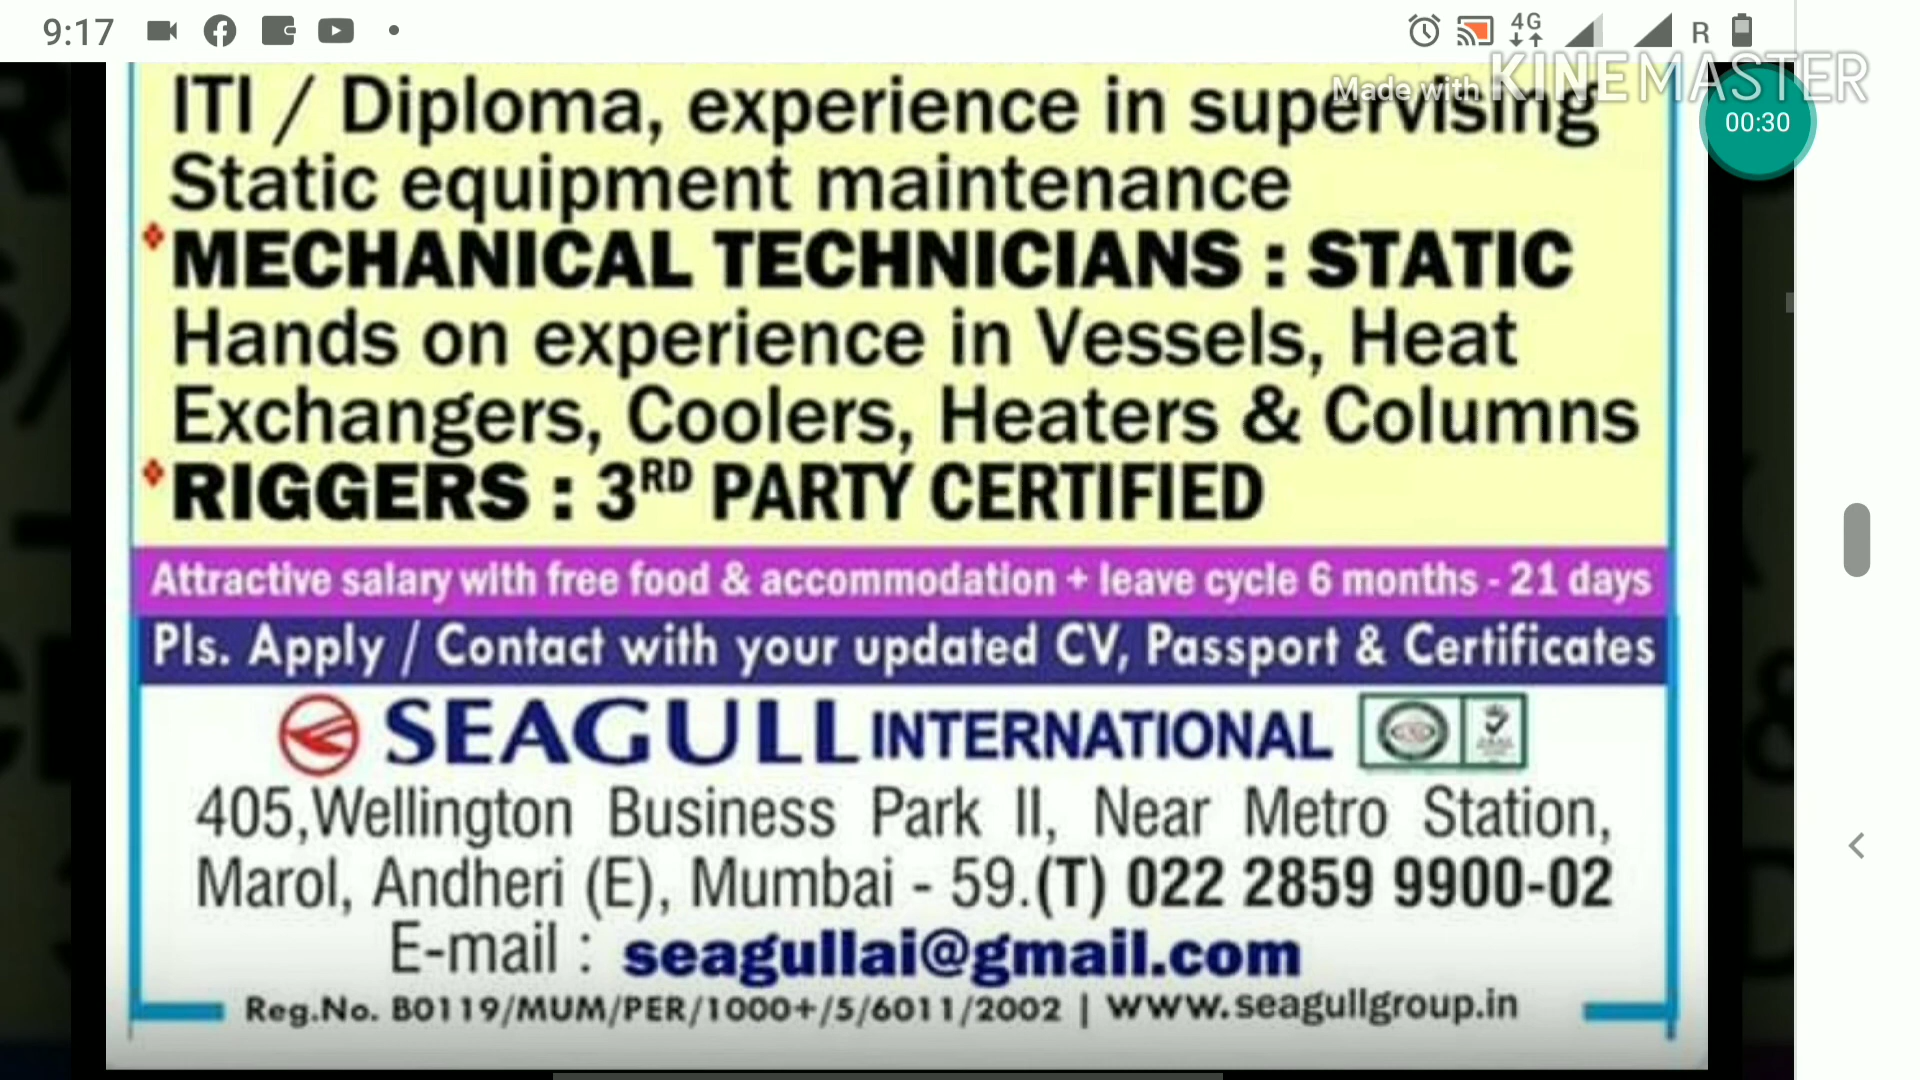 9:17
4G
R
Made with KINEMASTER
00:30
ITI / Diploma, experience in supervising
Static equipment maintenance
MECHANICAL TECHNICIANS : STATIC
Hands on experience in Vessels, Heat
Exchangers, Coolers, Heaters & Columns
RIGGERS : 3RD PARTY CERTIFIED
Attractive salary with free food & accommodation + leave cycle 6 months - 21 days
Pls. Apply / Contact with your updated CV, Passport & Certificates
SEAGULL INTERNATIONAL
405,Wellington Business Park II, Near Metro Station,
Marol, Andheri (E), Mumbai - 59.(T) 022 2859 9900-02
E-mail : seagullai@gmail.com
Reg.No. B0119/MUM/PER/1000+/5/6011/2002 | www.seagullgroup.in